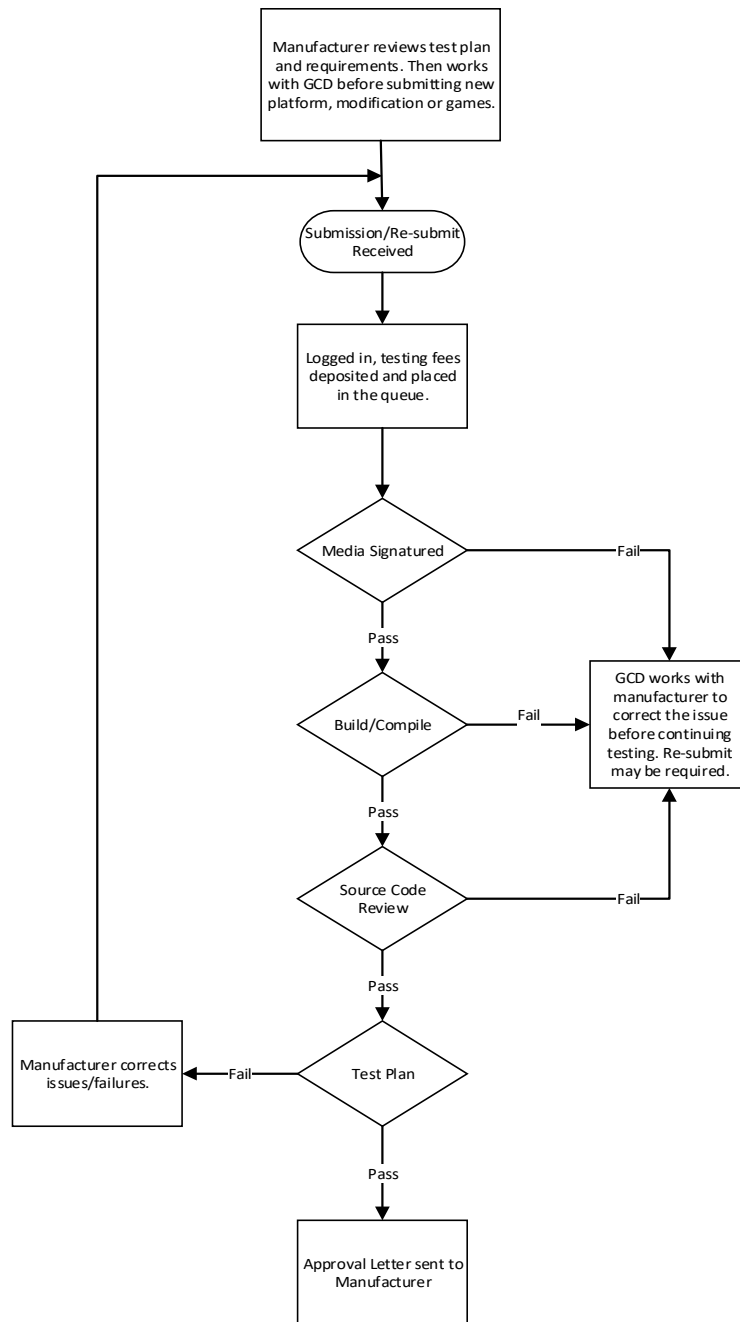 Manufacturer reviews test plan
and requirements. Then works
with GCD before submitting new
platform, modification or games.
Submission/Re-submit
Received
Logged in, testing fees
deposited and placed
in the queue.
Media Signatured
Fail
Pass
GCD works with
manufacturer to
correct the issue
before continuing
testing. Re-submit
may be required.
Build/Compile
Fail
Pass
Source Code
Review
Fail
Pass
Manufacturer corrects
issues/failures.
Fail
Test Plan
Pass
Approval Letter sent to
Manufacturer